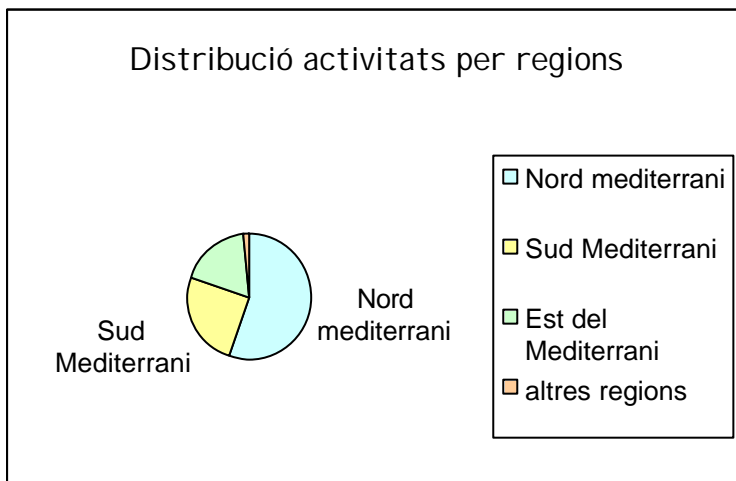 Distribució activitats per regions
Nord
mediterrani
Sud
Mediterrani
Nord mediterrani
Sud Mediterrani
Est del
Mediterrani
altres regions